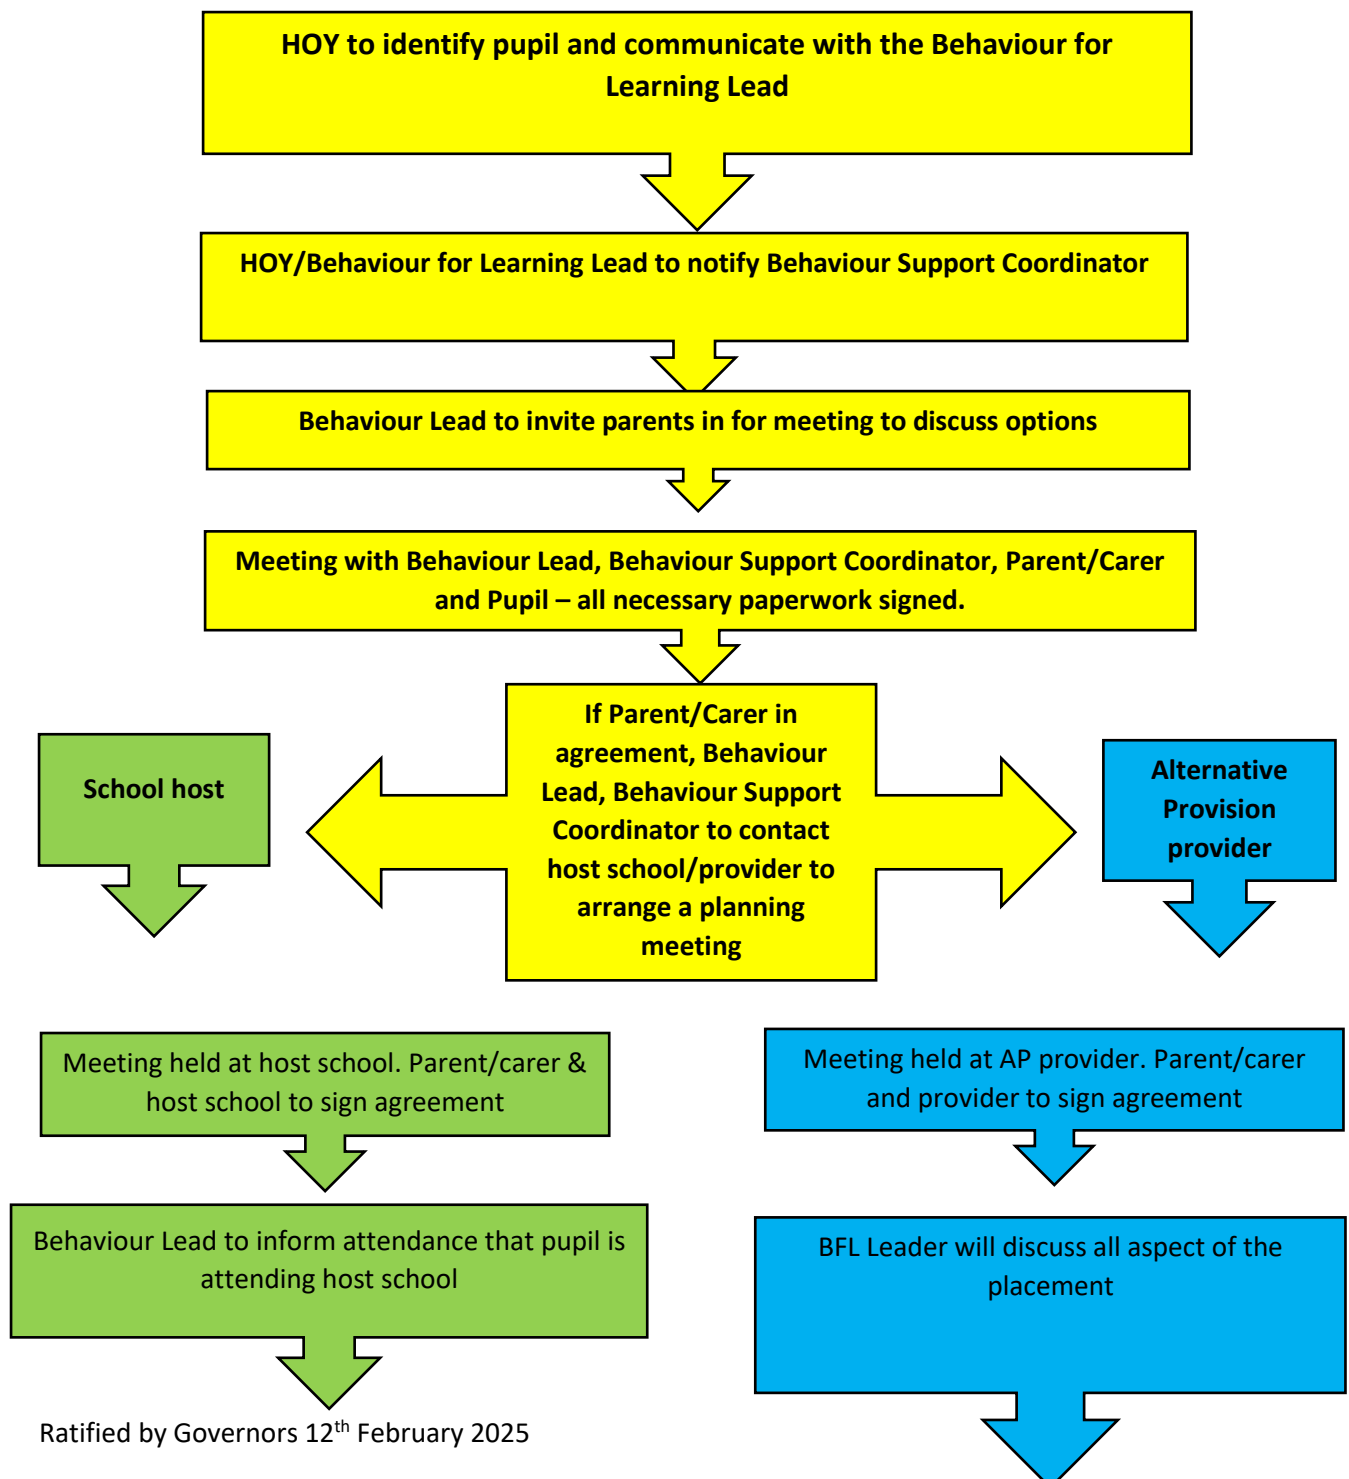 HOY to identify pupil and communicate with the Behaviour for
Learning Lead
HOY/Behaviour for Learning Lead to notify Behaviour Support Coordinator
Behaviour Lead to invite parents in for meeting to discuss options
Meeting with Behaviour Lead, Behaviour Support Coordinator, Parent/Carer
and Pupil – all necessary paperwork signed.
If Parent/Carer in
agreement, Behaviour
Lead, Behaviour Support
Coordinator to contact
host school/provider to
arrange a planning
meeting
School host
Alternative
Provision
provider
Meeting held at host school. Parent/carer &
host school to sign agreement
Meeting held at AP provider. Parent/carer
and provider to sign agreement
Behaviour Lead to inform attendance that pupil is
attending host school
BFL Leader will discuss all aspect of the
placement
Ratified by Governors 12th February 2025